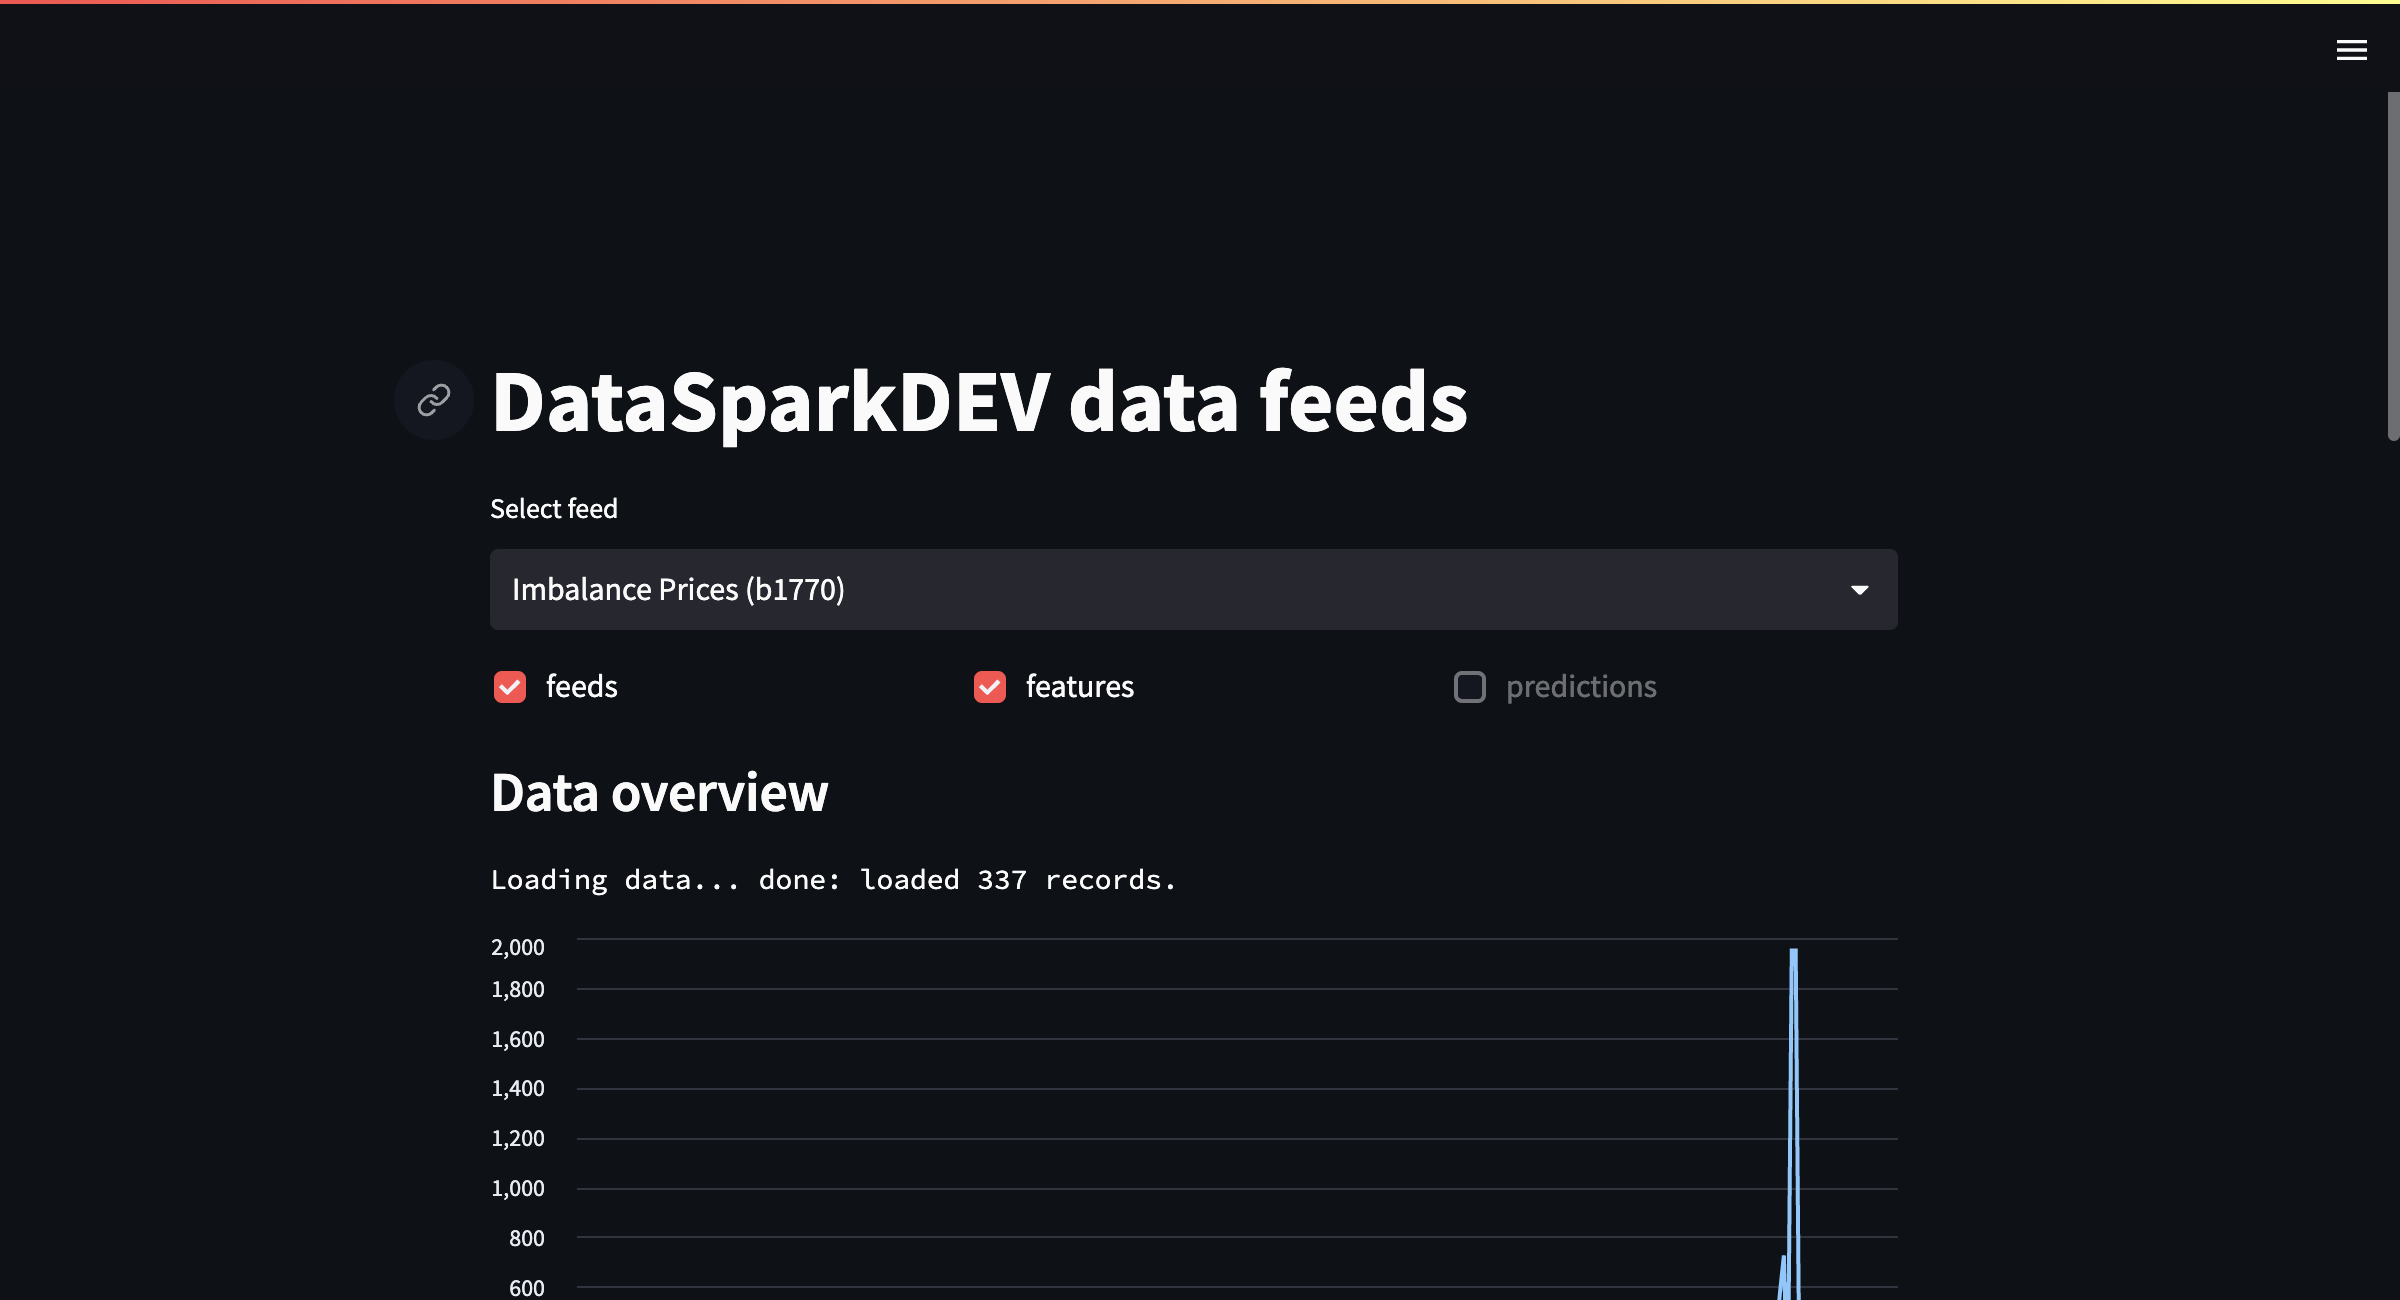 DataSparkDEV data feeds
Select feed
Imbalance Prices (b1770)
feeds features predictions
Data overview
Loading data... done: loaded 337 records.
2,000
1,800
1,600
1,400
1,200
1,000
800
600